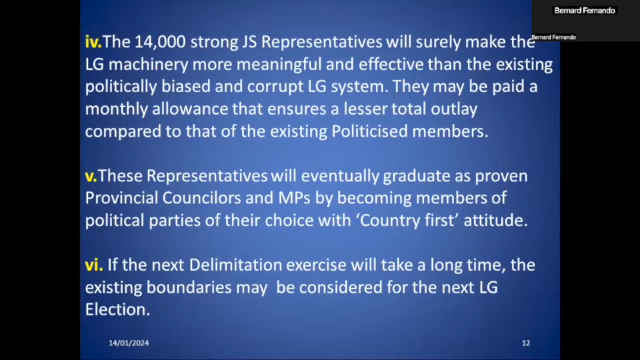 Bernard Fernando
Bernard Fernando
iv.The 14,000 strong JS Representatives will surely make the
LG machinery more meaningful and effective than the existing
politically biased and corrupt LG system. They may be paid a
monthly allowance that ensures a lesser total outlay
compared to that of the existing Politicised members.
v.These Representatives will eventually graduate as proven
Provincial Councilors and MPs by becoming members of
political parties of their choice with ‘Country first’ attitude.
vi. If the next Delimitation exercise will take a long time, the
existing boundaries may be considered for the next LG
Election.
14/01/2024
12